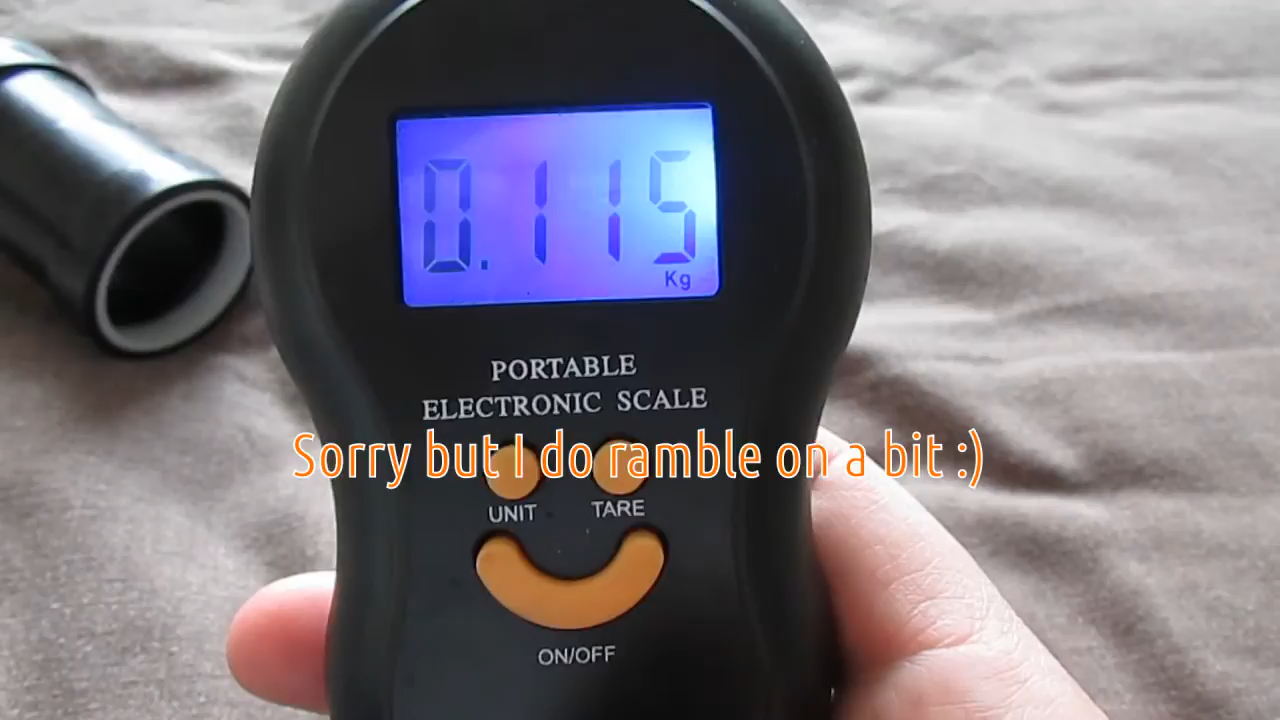 0.115
Kg
PORTABLE
ELECTRONIC SCALE
Sorry but I do ramble on a bit :)
UNIT TARE
ON/OFF